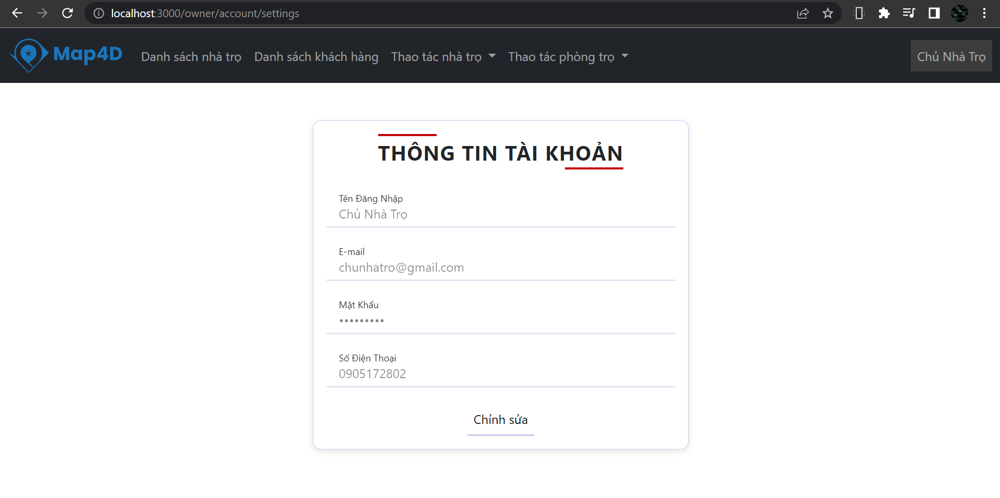 localhost:3000/owner/account/settings
Map4D Danh sách nhà trọ Danh sách khách hàng Thao tác nhà trọ Thao tác phòng trọ Chủ Nhà Trọ
THÔNG TIN TÀI KHOẢN
Tên Đăng Nhập
Chủ Nhà Trọ
E-mail
chunhatro@gmail.com
Mật Khẩu
•••••••••
Số Điện Thoại
0905172802
Chỉnh sửa